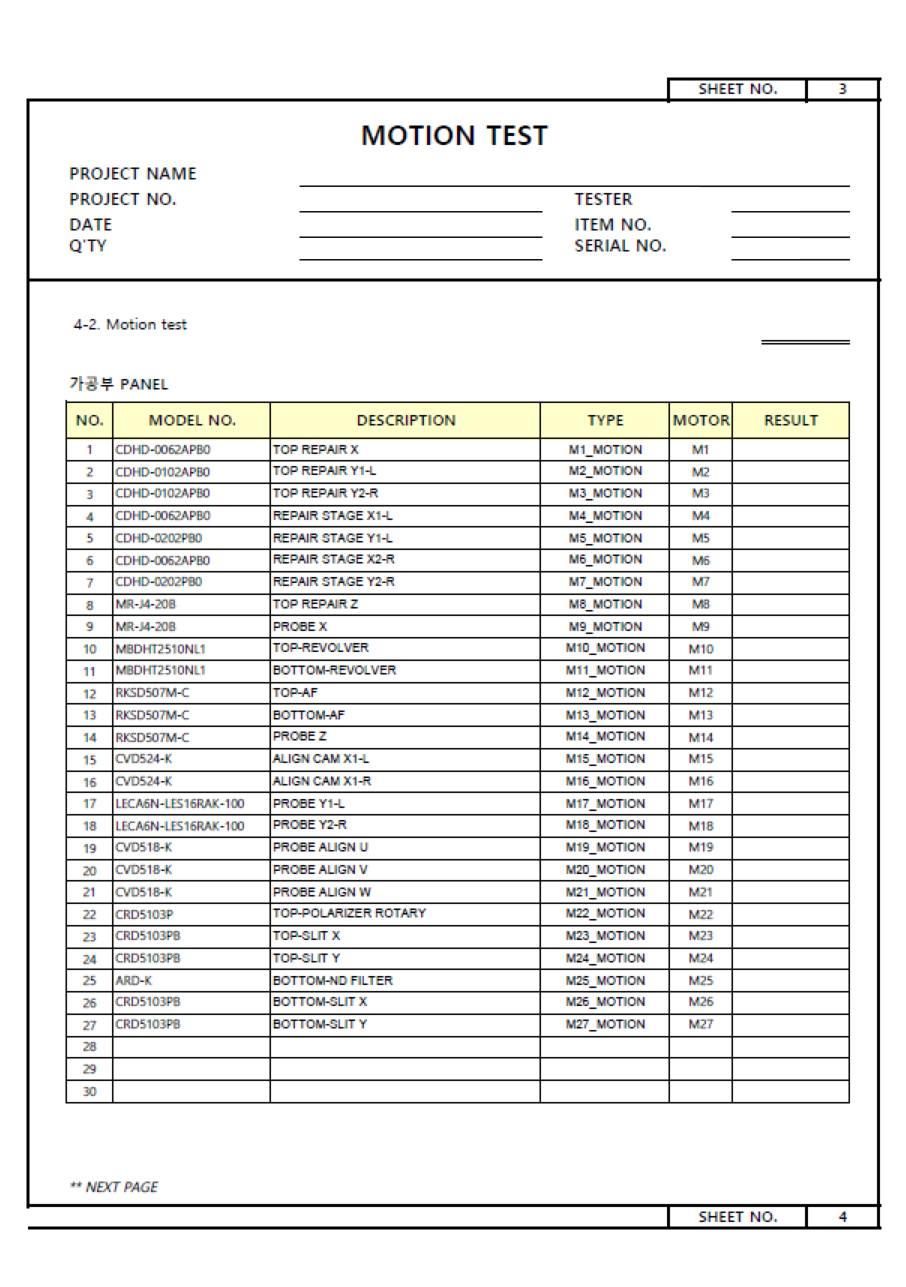 SHEET NO. 3
MOTION TEST
PROJECT NAME
PROJECT NO. TESTER
DATE ITEM NO.
Q'TY SERIAL NO.
4-2. Motion test
가공부 PANEL
NO. MODEL NO. DESCRIPTION TYPE MOTOR RESULT
1 CDHD-0062APB0 TOP REPAIR X M1_MOTION M1
2 CDHD-0102APB0 TOP REPAIR Y1-L M2_MOTION M2
3 CDHD-0102APB0 TOP REPAIR Y2-R M3_MOTION M3
4 CDHD-0062APB0 REPAIR STAGE X1-L M4_MOTION M4
5 CDHD-0202PB0 REPAIR STAGE Y1-L M5_MOTION M5
6 CDHD-0062APB0 REPAIR STAGE X2-R M6_MOTION M6
7 CDHD-0202PB0 REPAIR STAGE Y2-R M7_MOTION M7
8 MR-J4-20B TOP REPAIR Z M8_MOTION M8
9 MR-J4-20B PROBE X M9_MOTION M9
10 MBDHT2510NL1 TOP-REVOLVER M10_MOTION M10
11 MBDHT2510NL1 BOTTOM-REVOLVER M11_MOTION M11
12 RKSD507M-C TOP-AF M12_MOTION M12
13 RKSD507M-C BOTTOM-AF M13_MOTION M13
14 RKSD507M-C PROBE Z M14_MOTION M14
15 CVD524-K ALIGN CAM X1-L M15_MOTION M15
16 CVD524-K ALIGN CAM X1-R M16_MOTION M16
17 LECA6N-LES16RAK-100 PROBE Y1-L M17_MOTION M17
18 LECA6N-LES16RAK-100 PROBE Y2-R M18_MOTION M18
19 CVD518-K PROBE ALIGN U M19_MOTION M19
20 CVD518-K PROBE ALIGN V M20_MOTION M20
21 CVD518-K PROBE ALIGN W M21_MOTION M21
22 CRD5103P TOP-POLARIZER ROTARY M22_MOTION M22
23 CRD5103PB TOP-SLIT X M23_MOTION M23
24 CRD5103PB TOP-SLIT Y M24_MOTION M24
25 ARD-K BOTTOM-ND FILTER M25_MOTION M25
26 CRD5103PB BOTTOM-SLIT X M26_MOTION M26
27 CRD5103PB BOTTOM-SLIT Y M27_MOTION M27
28
29
30
** NEXT PAGE
SHEET NO. 4